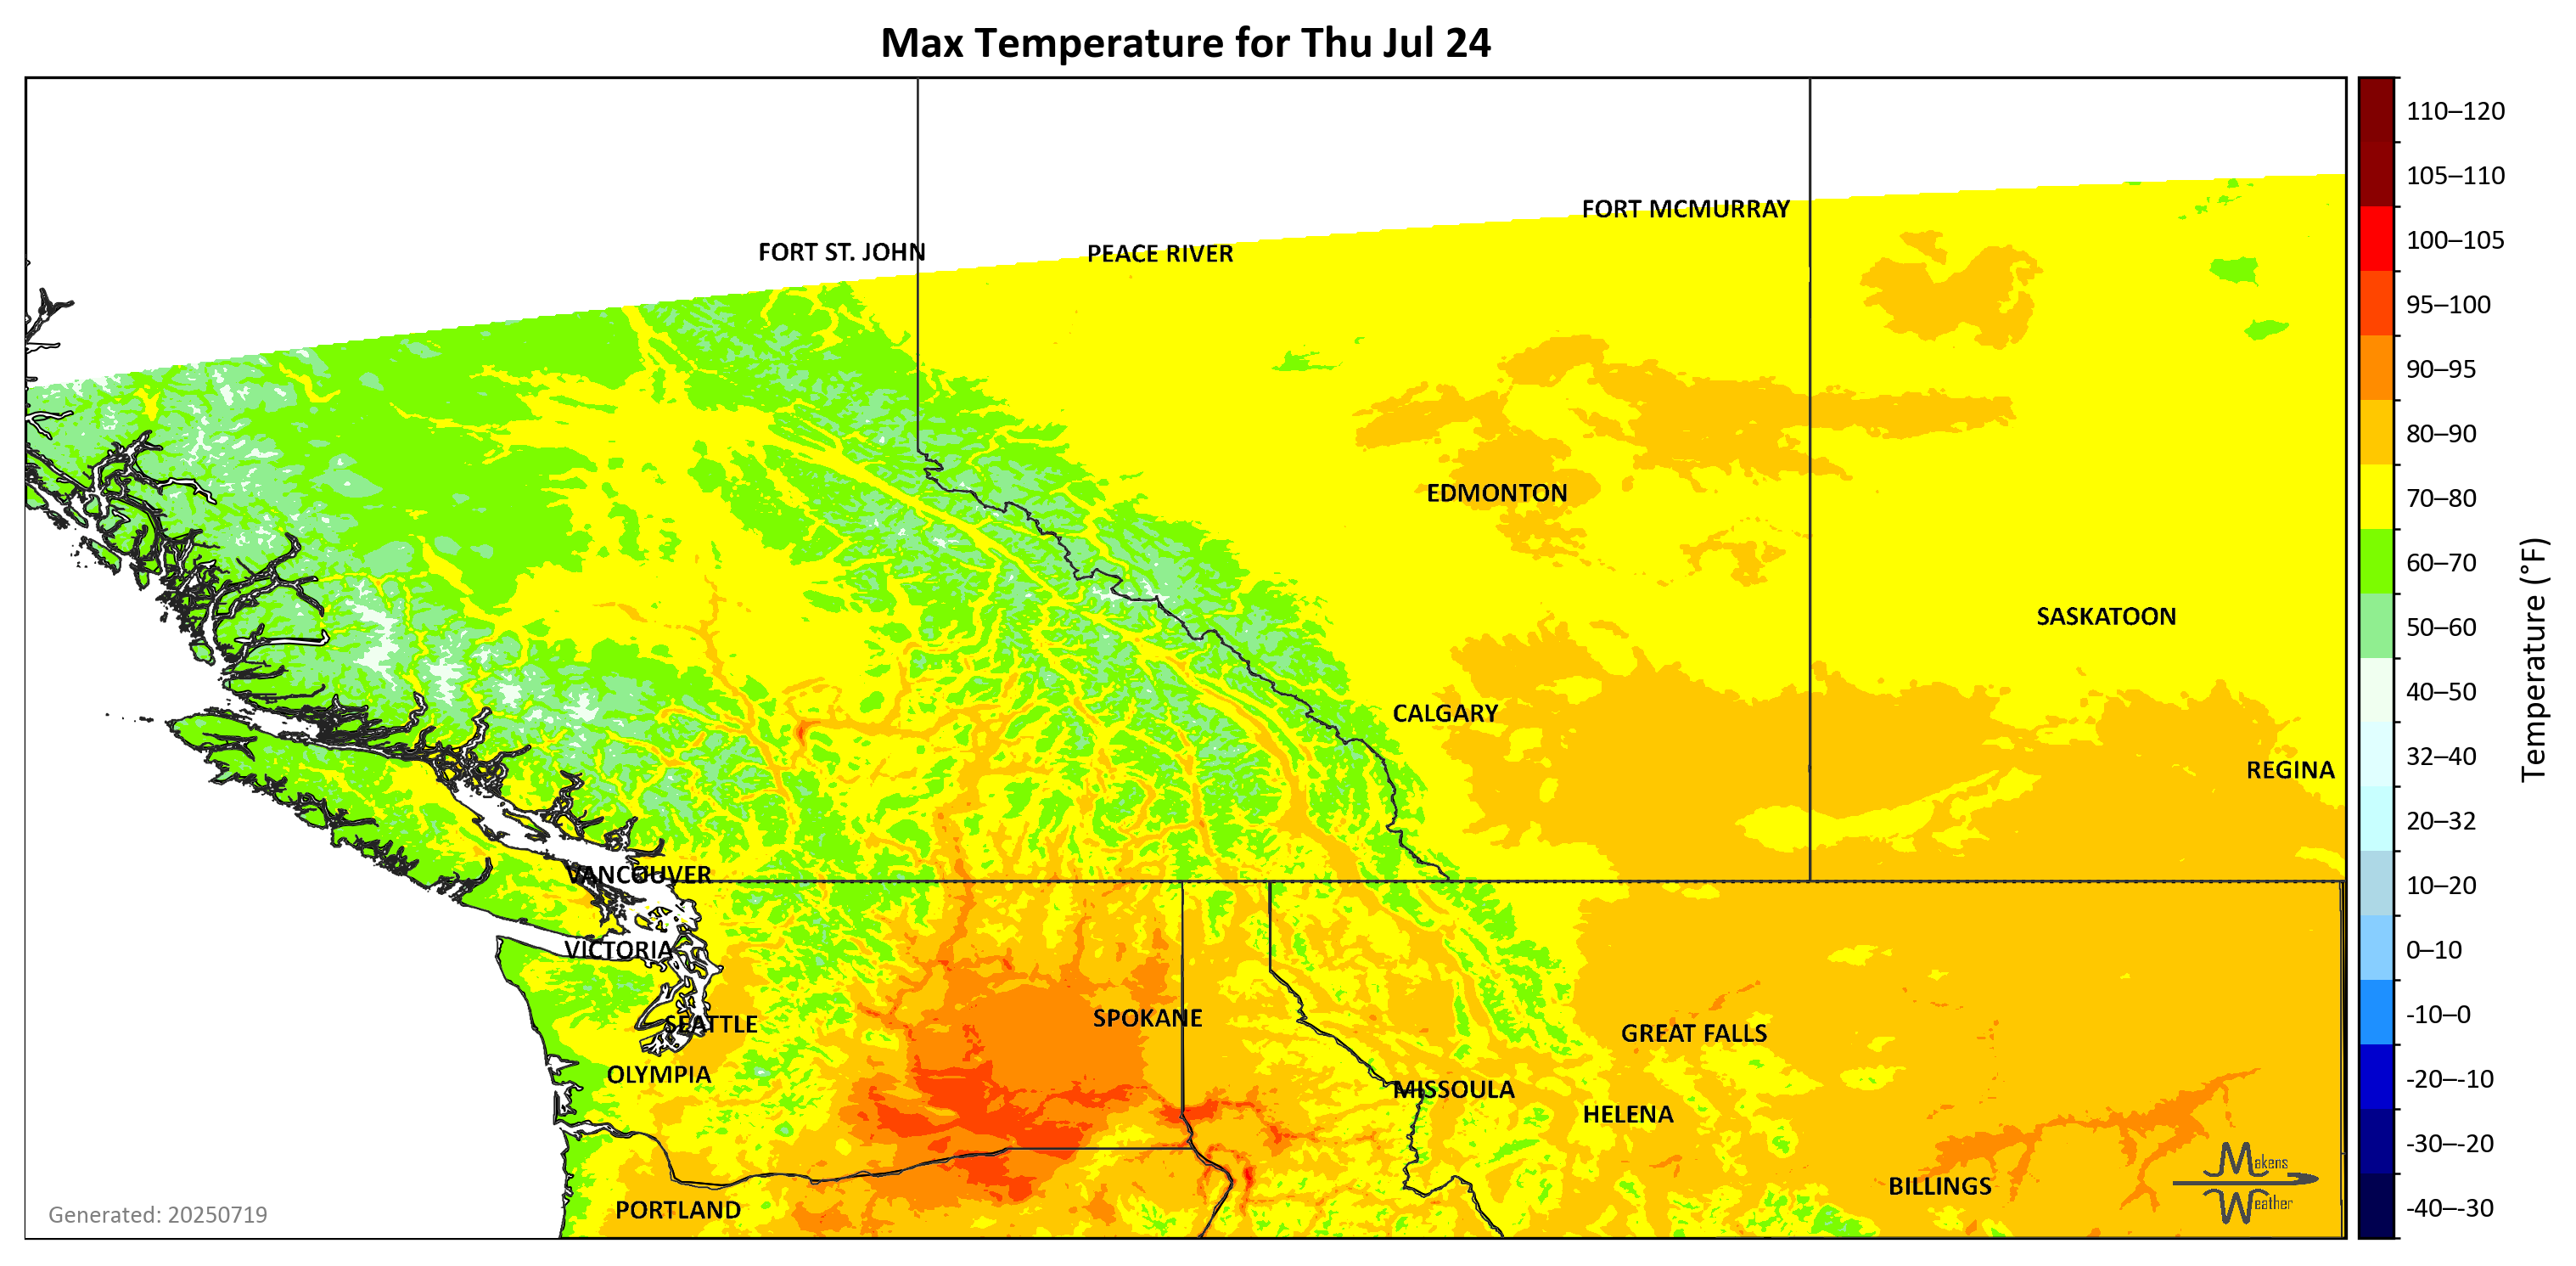 Max Temperature for Thu Jul 24
110–120
105–110
FORT MCMURRAY
100–105
FORT ST. JOHN
PEACE RIVER
95–100
90–95
80–90
EDMONTON
70–80
60–70
SASKATOON
50–60
40–50
CALGARY
32–40
REGINA
20–32
VANCOUVER
10–20
VICTORIA
0–10
SPOKANE
-10–0
SEATTLE
GREAT FALLS
OLYMPIA
-20–-10
MISSOULA
HELENA
-30–-20
Makens
Weather
BILLINGS
PORTLAND
-40–-30
Generated: 20250719
Temperature (°F)